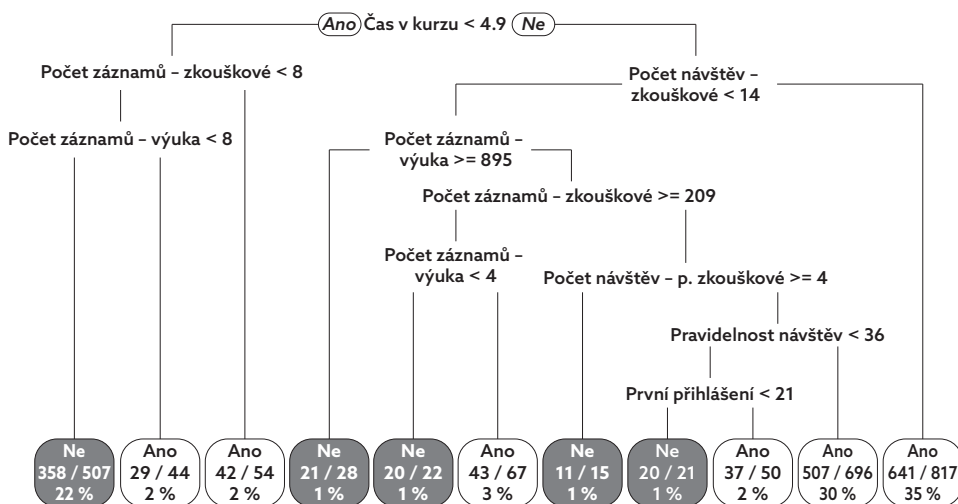 Ano Čas v kurzu < 4.9 Ne
Počet záznamů – zkouškové < 8
Počet návštěv –
zkouškové < 14
Počet záznamů – výuka < 8
Počet záznamů –
výuka >= 895
Počet záznamů – zkouškové >= 209
Počet záznamů –
výuka < 4
Počet návštěv – p. zkouškové >= 4
Pravidelnost návštěv < 36
První přihlášení < 21
Ne
358 / 507
22 %
Ano
29 / 44
2 %
Ano
42 / 54
2 %
Ne
21 / 28
1 %
Ne
20 / 22
1 %
Ano
43 / 67
3 %
Ne
11 / 15
1 %
Ne
20 / 21
1 %
Ano
37 / 50
2 %
Ano
507 / 696
30 %
Ano
641 / 817
35 %